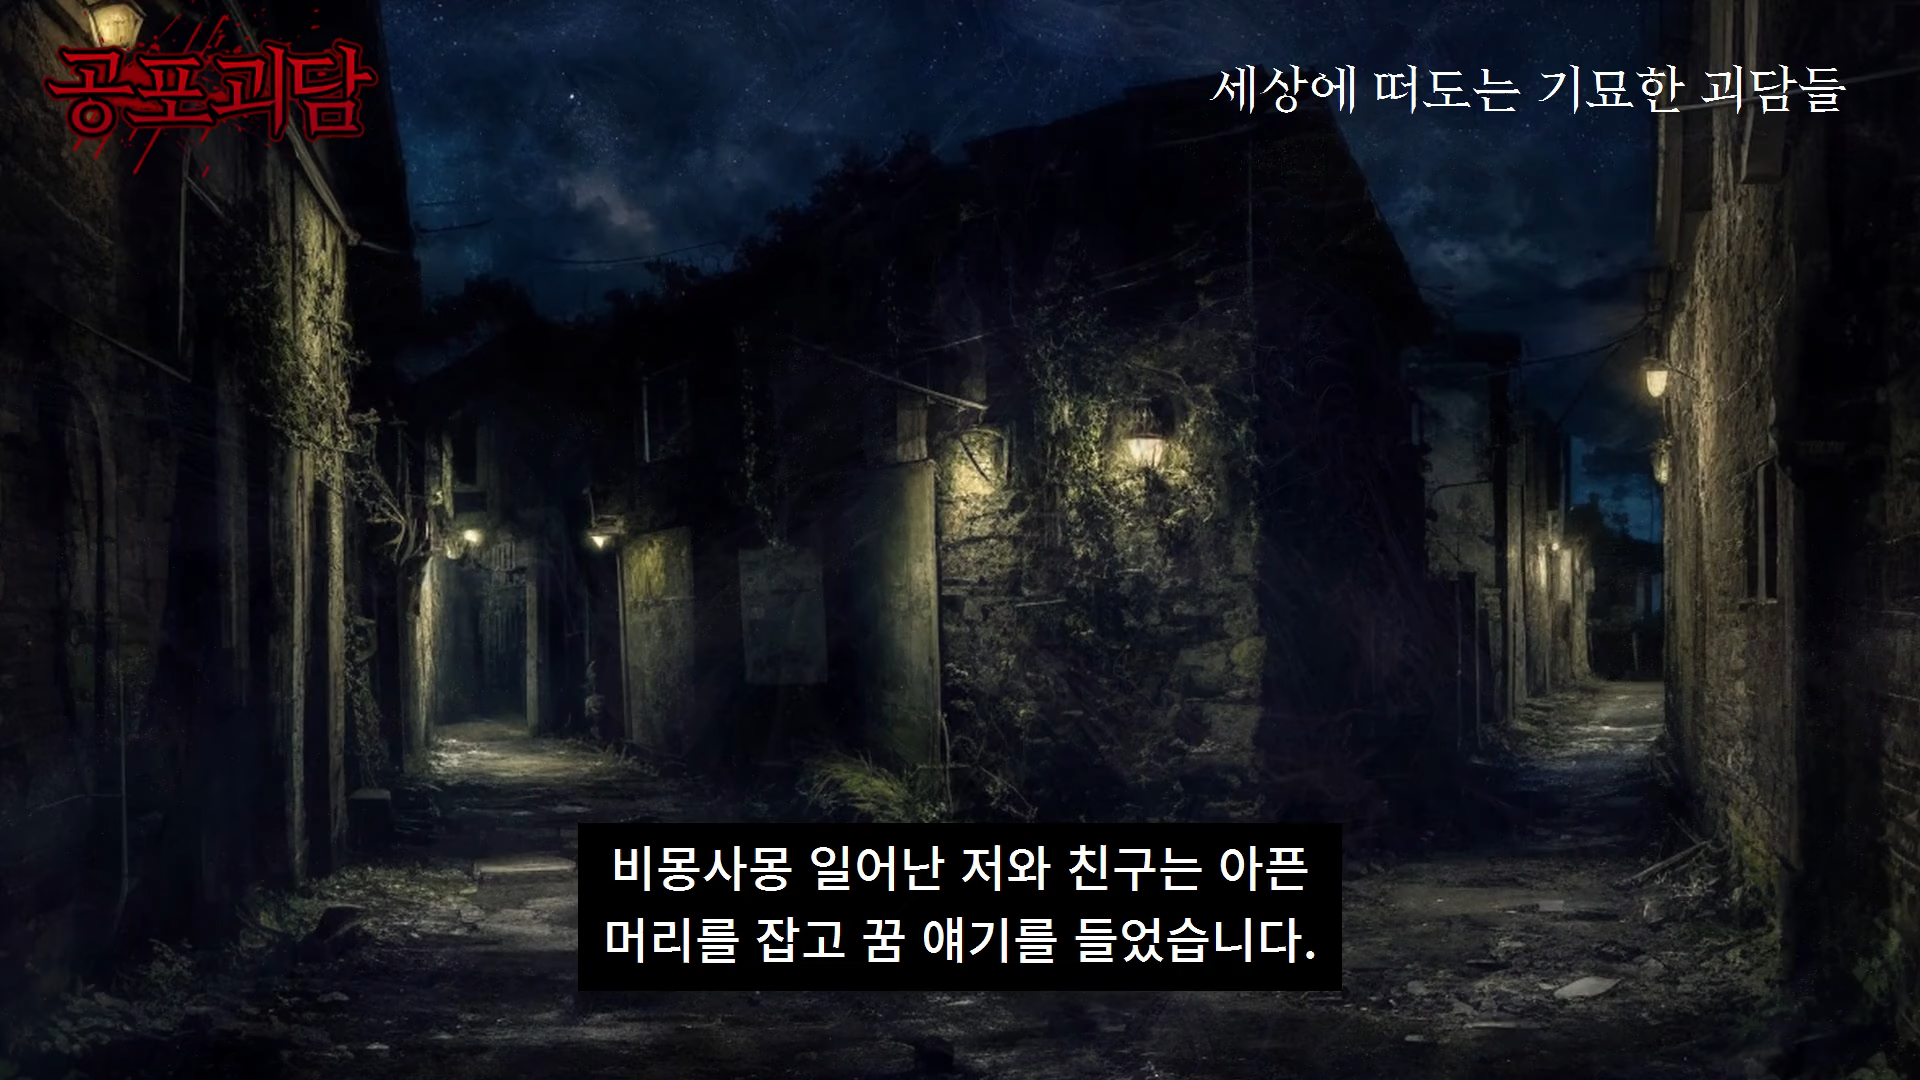 공포괴담
세상에 떠도는 기묘한 괴담들
비몽사몽 일어난 저와 친구는 아픈
머리를 잡고 꿈 얘기를 들었습니다.